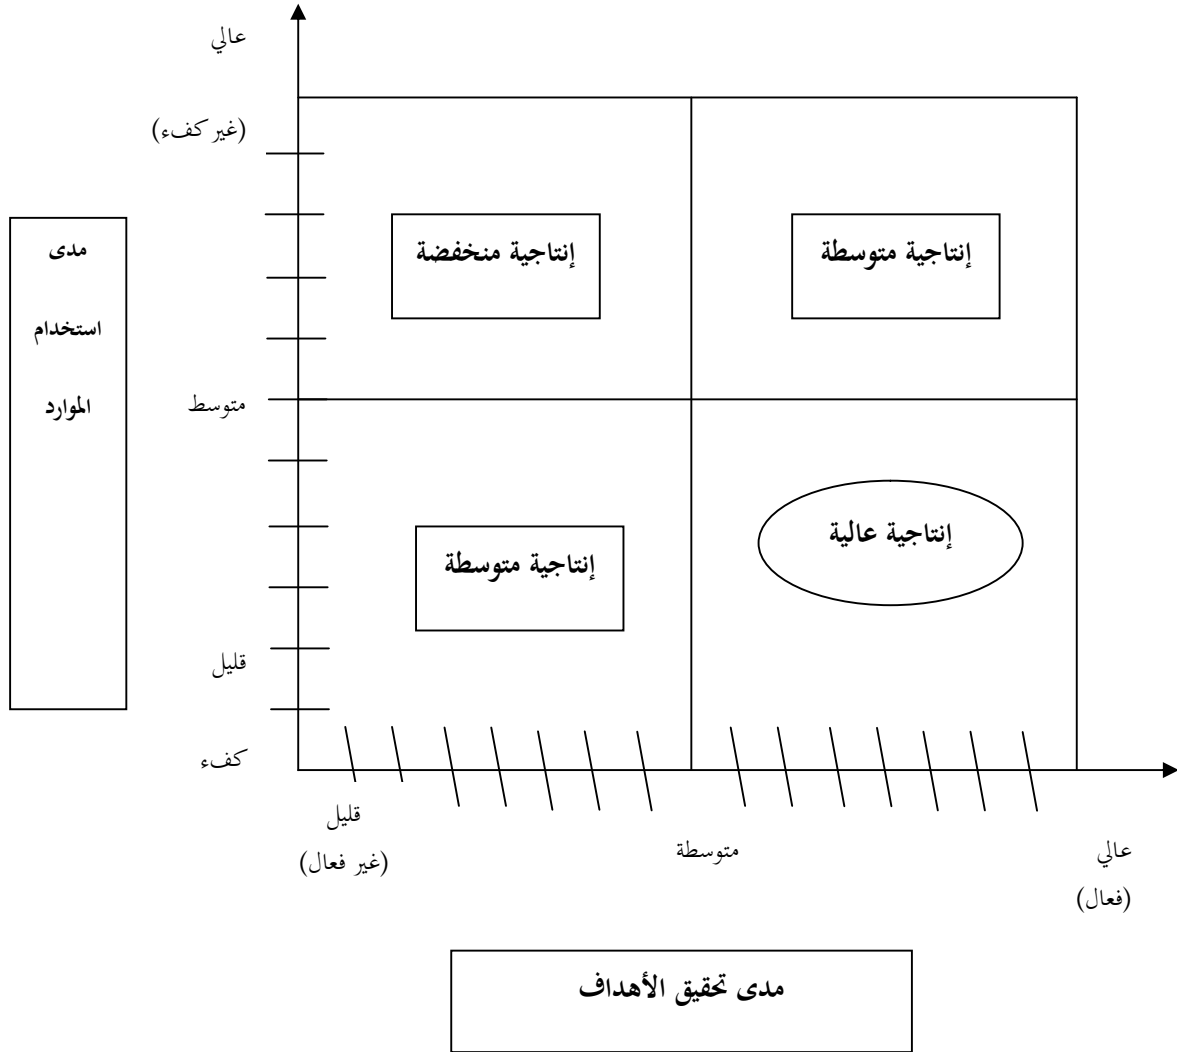 عالي
(غير كفء)
مدى
استخدام
الموارد
إنتاجية متوسطة
إنتاجية منخفضة
متوسط
إنتاجية عالية
إنتاجية متوسطة
قليل
كفء
قليل
(غير فعال)
متوسطة
عالي
(فعال)
مدى تحقيق الأهداف